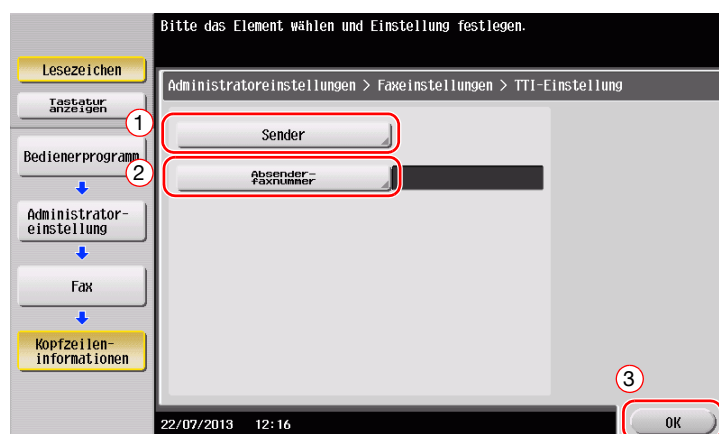 Bitte das Element wählen und Einstellung festlegen.
Lesezeichen
Administratoreinstellungen > Faxeinstellungen > TTI-Einstellung
Tastatur
anzeigen
1
Sender
Bedienerprogramm
2
Absender-
faxnummer
Administrator-
einstellung
Fax
Kopfzeilen-
informationen
3
22/07/2013 12:16
OK